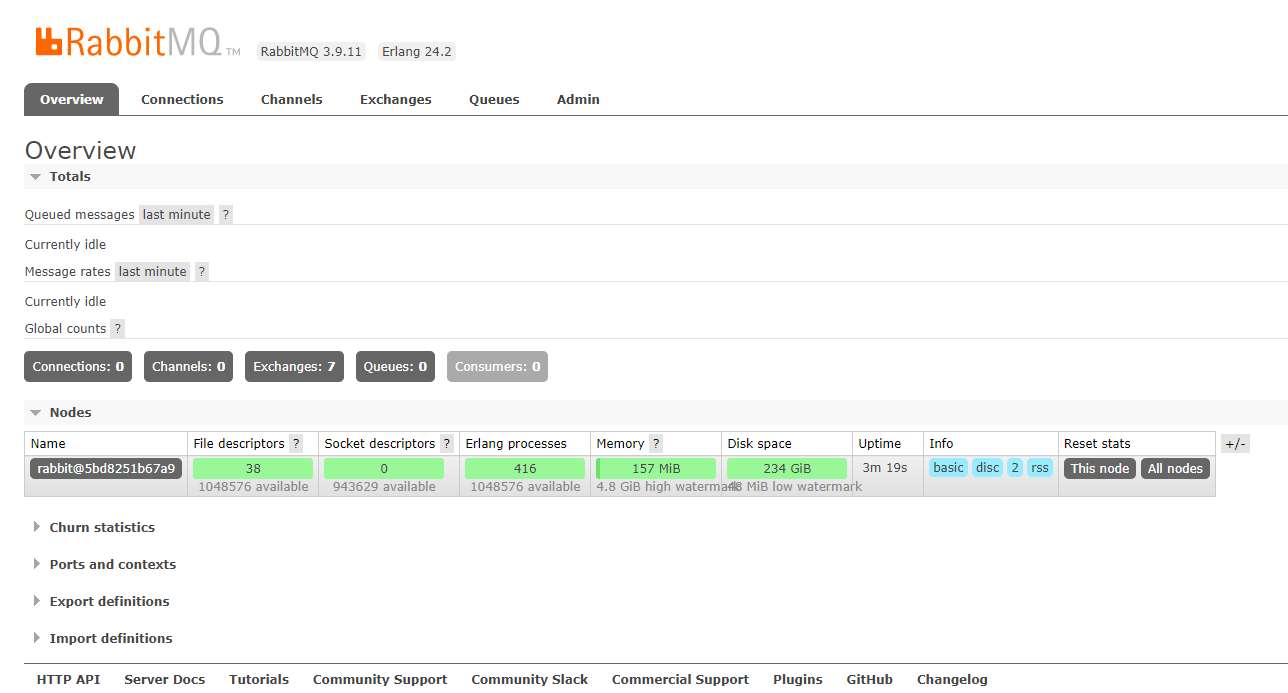 RabbitMQ TM RabbitMQ 3.9.11 Erlang 24.2
Overview Connections Channels Exchanges Queues Admin
Overview
Totals
Queued messages last minute ?
Currently idle
Message rates last minute ?
Currently idle
Global counts ?
Connections: 0 Channels: 0 Exchanges: 7 Queues: 0 Consumers: 0
Nodes
Name File descriptors ? Socket descriptors ? Erlang processes Memory ? Disk space Uptime Info Reset stats +/-
rabbit@5bd8251b67a9 38 0 416 157 MiB 234 GiB 3m 19s basic disc 2 rss This node All nodes
1048576 available 943629 available 1048576 available 4.8 GiB high watermark 48 MiB low watermark
Churn statistics
Ports and contexts
Export definitions
Import definitions
HTTP API Server Docs Tutorials Community Support Community Slack Commercial Support Plugins GitHub Changelog